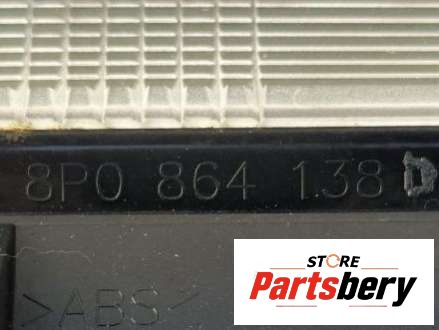 8P0 864 138 D
>ABS<
STORE
Partsbery